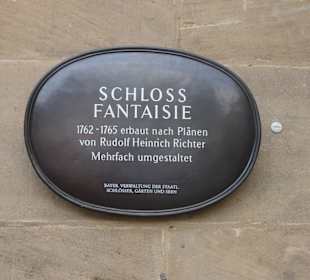 SCHLOSS
FANTAISIE
1762-1765 erbaut nach Plänen
von Rudolf Heinrich Richter
Mehrfach umgestaltet
BAYER. VERWALTUNG DER STAATL.
SCHLÖSSER, GÄRTEN UND SEEN